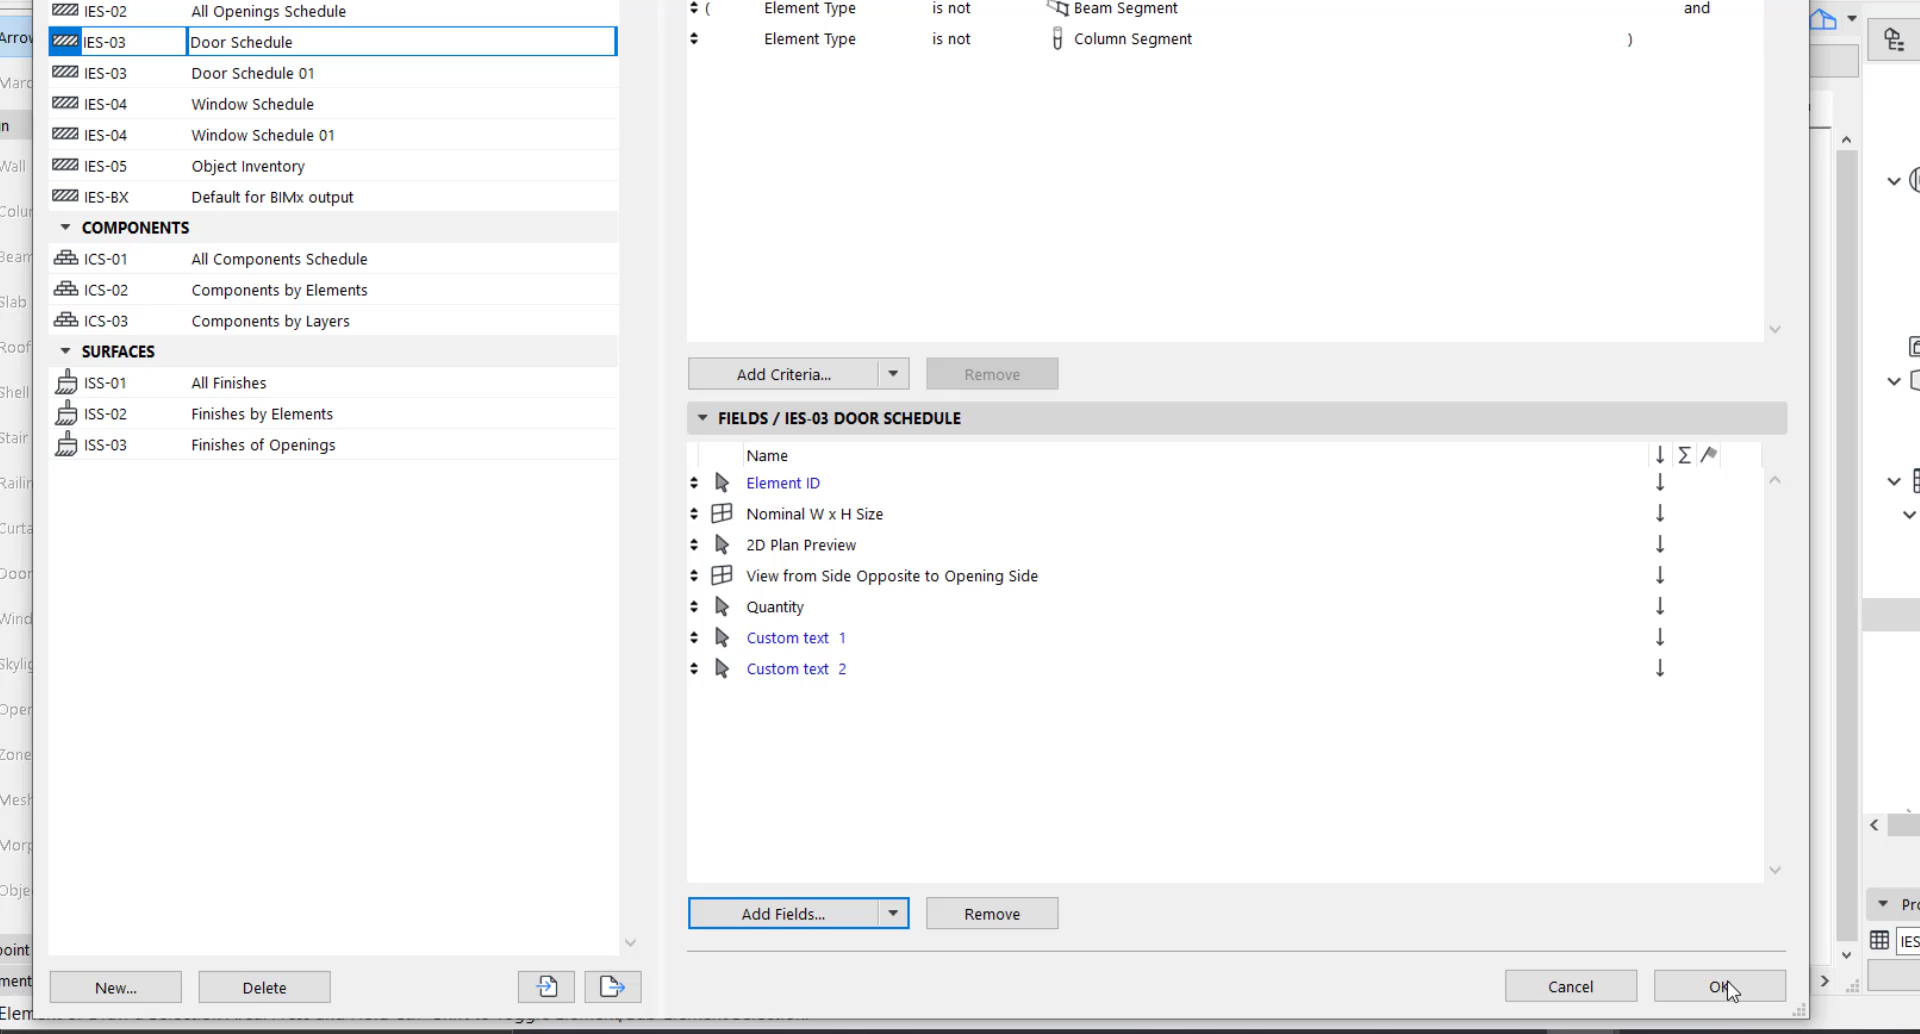 IES-02 All Openings Schedule
IES-03 Door Schedule
IES-03 Door Schedule 01
IES-04 Window Schedule
IES-04 Window Schedule 01
IES-05 Object Inventory
IES-BX Default for BIMx output
COMPONENTS
ICS-01 All Components Schedule
ICS-02 Components by Elements
ICS-03 Components by Layers
SURFACES
ISS-01 All Finishes
ISS-02 Finishes by Elements
ISS-03 Finishes of Openings
New... Delete
( Element Type is not Beam Segment and
Element Type is not Column Segment )
Add Criteria... Remove
FIELDS / IES-03 DOOR SCHEDULE
Name Σ
Element ID
Nominal W x H Size
2D Plan Preview
View from Side Opposite to Opening Side
Quantity
Custom text 1
Custom text 2
Add Fields... Remove
Cancel OK
Wall
Slab
Roof
Shell
Stair
IES